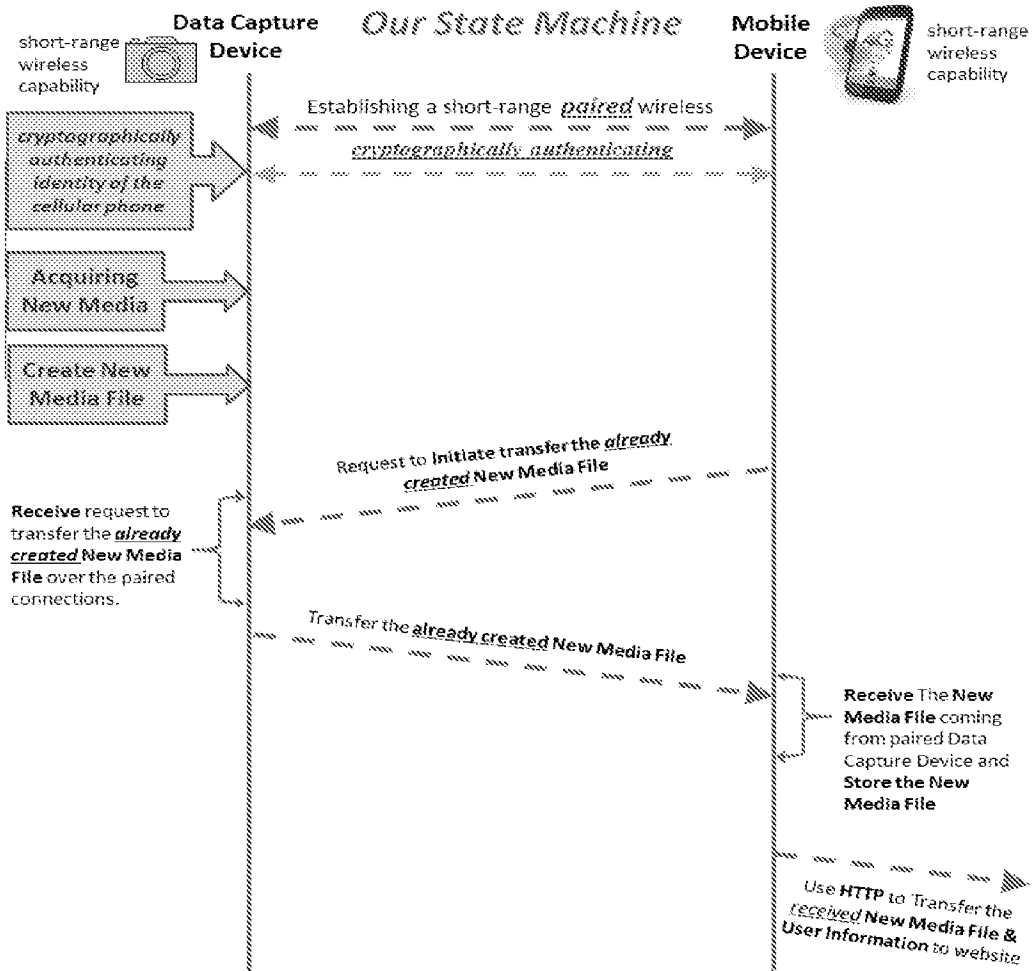 Our State Machine
Data Capture
Device
Mobile
Device
short-range
wireless
capability
short-range
wireless
capability
Establishing a short-range paired wireless
cryptographically authenticating
cryptographically
authenticating
identity of the
cellular phone
Acquiring
New Media
Create New
Media File
Request to Initiate transfer the already
created New Media File
Receive request to
transfer the already
created New Media
File over the paired
connections.
Transfer the already created New Media File
Receive The New
Media File coming
from paired Data
Capture Device and
Store the New
Media File
Use HTTP to Transfer the
received New Media File &
User Information to website